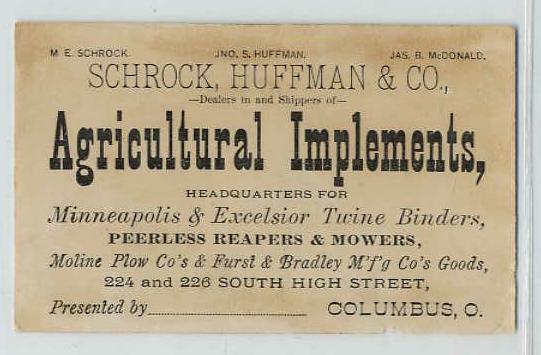 M. E. SCHROCK. JNO. S. HUFFMAN. JAS. B. McDONALD.
SCHROCK, HUFFMAN & CO.,
—Dealers in and Shippers of—
Agricultural Implements,
HEADQUARTERS FOR
Minneapolis & Excelsior Twine Binders,
PEERLESS REAPERS & MOWERS,
Moline Plow Co's & Furst & Bradley M'f'g Co's Goods,
224 and 226 SOUTH HIGH STREET,
Presented by COLUMBUS, O.